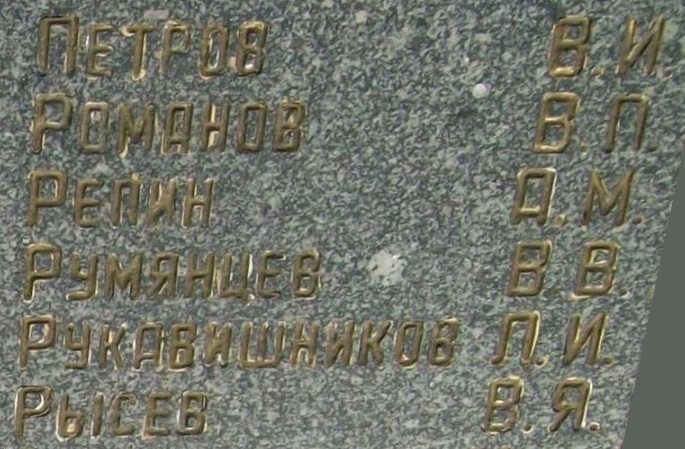 Петров В.И.
Романов В.П.
Репин А.М.
Румянцев В.В
Рукавишников П.И.
Рысев В.Я.